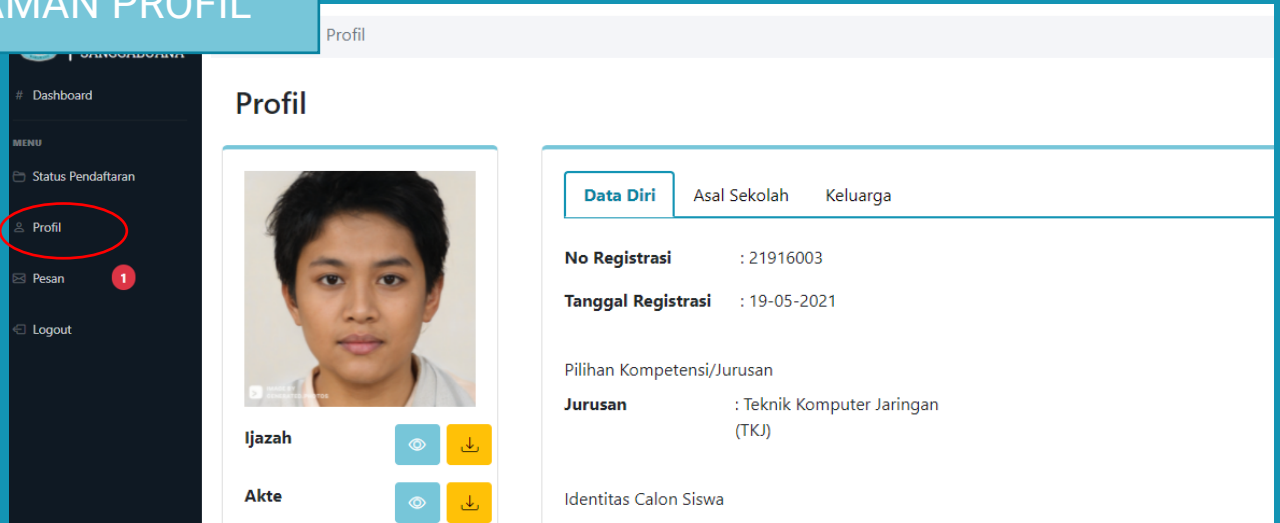 AMAN PROFIL
Profil
SANGGABUANA
# Dashboard
MENU
Status Pendaftaran
Profil
Pesan 1
Logout
Profil
Ijazah
Akte
Data Diri Asal Sekolah Keluarga
No Registrasi : 21916003
Tanggal Registrasi : 19-05-2021
Pilihan Kompetensi/Jurusan
Jurusan : Teknik Komputer Jaringan
(TKJ)
Identitas Calon Siswa